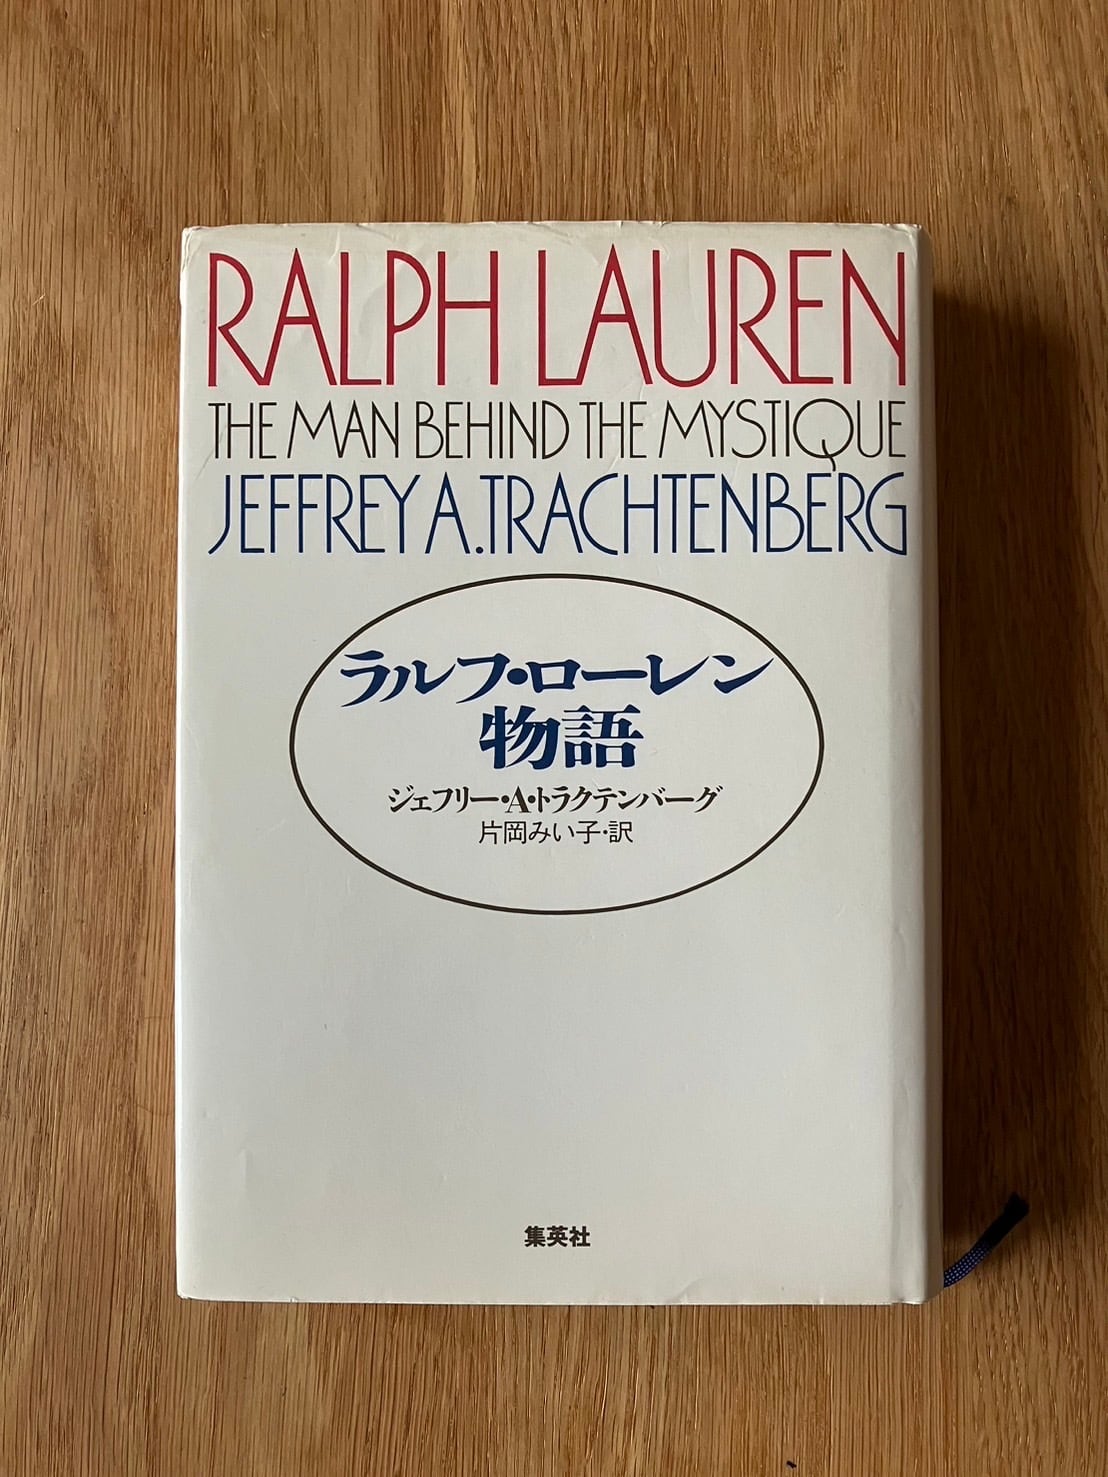 RALPH LAUREN
THE MAN BEHIND THE MYSTIQUE
JEFFREY A. TRACHTENBERG
ラルフ・ローレン
物語
ジェフリー・A・トラクテンバーグ
片岡みい子・訳
集英社